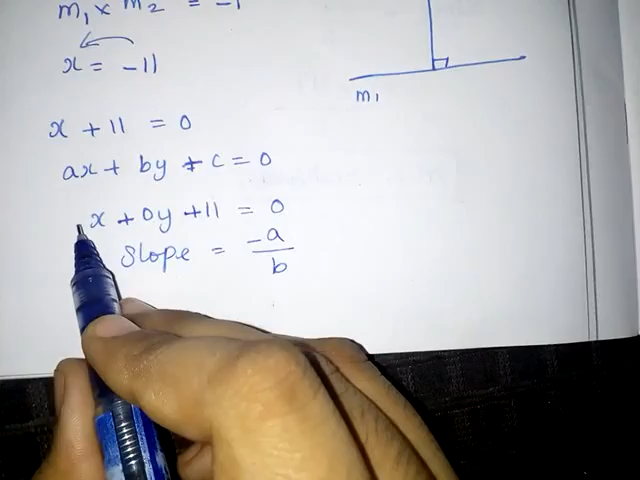 m₁ × m₂ = -1
x = -11
m₁
x + 11 = 0
ax + by + c = 0
x + 0y + 11 = 0
Slope = -a/b